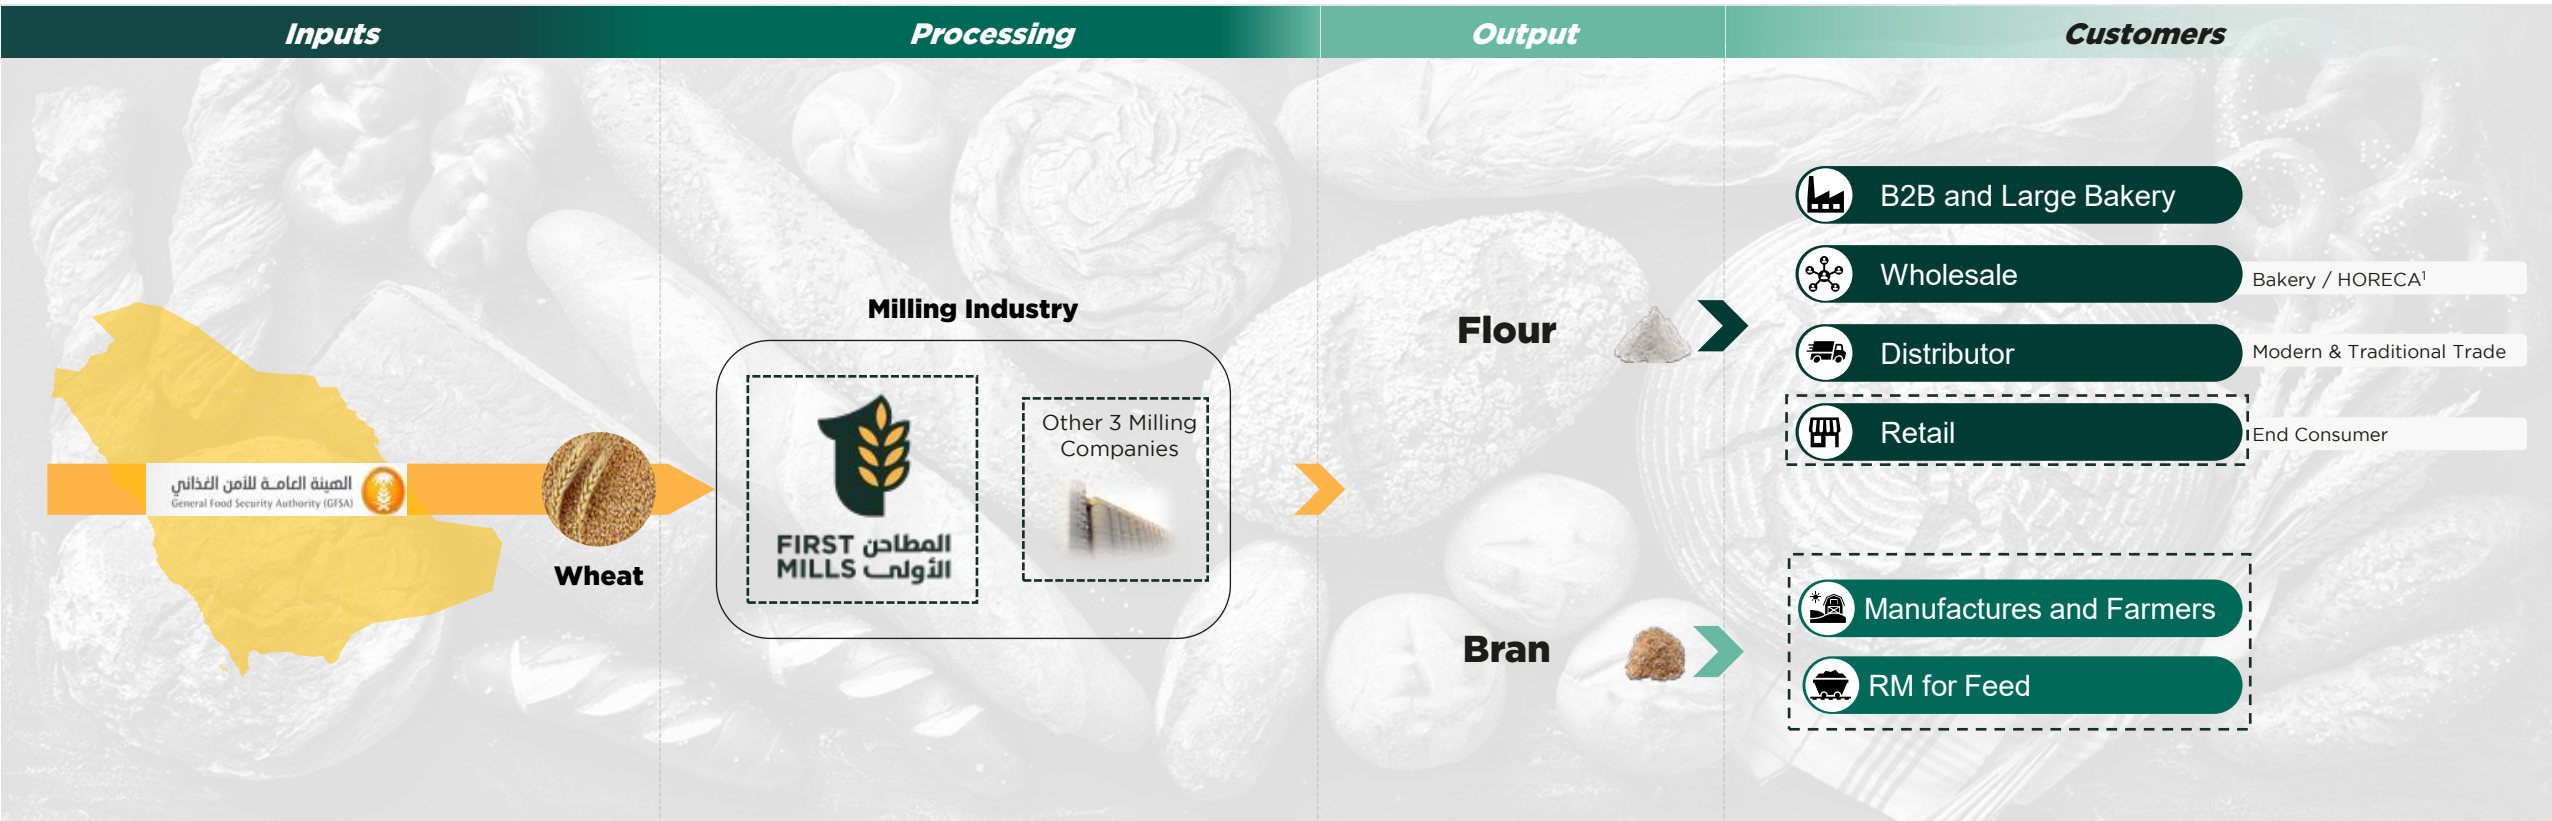 Inputs
Processing
Output
Customers
الهيئة العامة للأمن الغذائي
General Food Security Authority (GFSA)
Wheat
Milling Industry
FIRST المطاحن
MILLS الأولى
Other 3 Milling
Companies
Flour
Bran
B2B and Large Bakery
Wholesale
Bakery / HORECA¹
Distributor
Modern & Traditional Trade
Retail
End Consumer
Manufactures and Farmers
RM for Feed